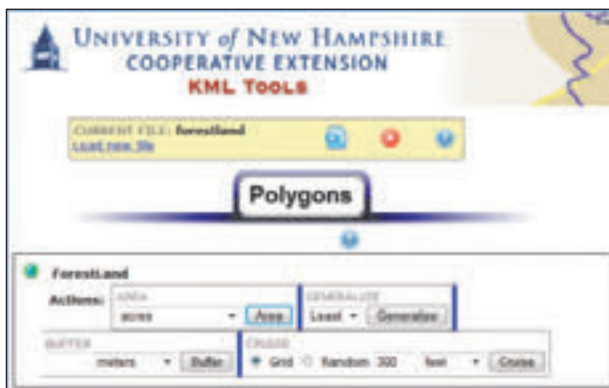 UNIVERSITY of NEW HAMPSHIRE
COOPERATIVE EXTENSION
KML TOOLS
CURRENT FILE: forestland
Load new file
Polygons
ForestLand
Actions:
AREA
acres Area
GENERALIZE
Least Generalize
BUFFER
meters Buffer
CRUISE
Grid Random 300 feet Cruise